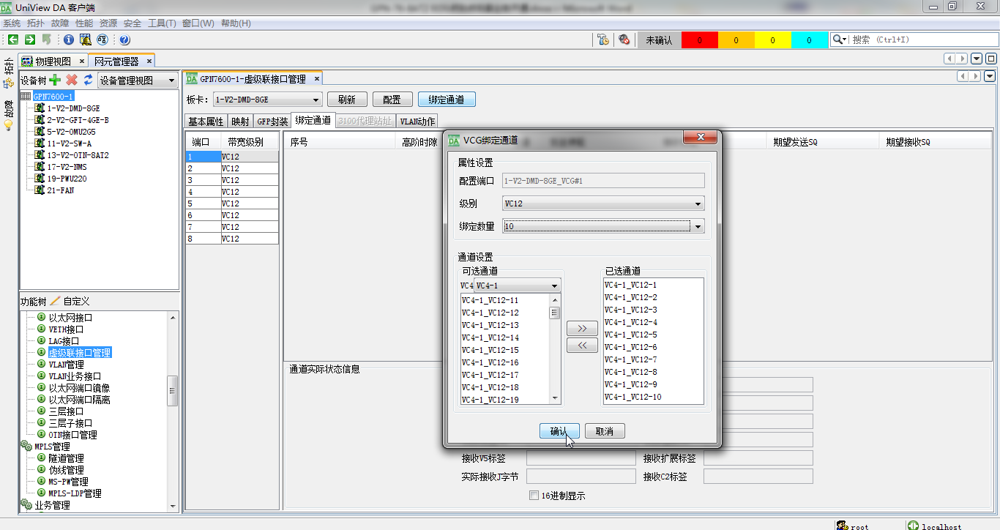 UniView DA 客户端
系统 拓扑 故障 性能 资源 安全 工具(T) 窗口(W) 帮助(H)
未确认 0 0 0 0 搜索 (Ctrl+I)
拓扑
故障
物理视图 网元管理器
设备树 设备管理视图
GPN7600-1
1-V2-DMD-8GE
2-V2-GFT-4GE-B
5-V2-OMU2G5
11-V2-SW-A
13-V2-OTN-8AT2
17-V2-NMS
19-PWU220
21-FAN
功能树 自定义
以太网接口
VETH接口
LAG接口
虚级联接口管理
VLAN管理
VLAN业务接口
以太网端口镜像
以太网端口隔离
三层接口
三层子接口
OTN接口管理
MPLS管理
隧道管理
伪线管理
MS-PW管理
MPLS-LDP管理
业务管理
GPN7600-1-虚级联接口管理
板卡: 1-V2-DMD-8GE 刷新 配置 绑定通道
基本属性 映射 GFP封装 绑定通道 3100代理站址 VLAN动作
端口 带宽级别
1 VC12
2 VC12
3 VC12
4 VC12
5 VC12
6 VC12
7 VC12
8 VC12
序号 高阶时隙 期望发送SQ 期望接收SQ
通道实际状态信息
接收V5标签 接收扩展标签
实际接收J字节 接收C2标签
16进制显示
VCG绑定通道
属性设置
配置端口 1-V2-DMD-8GE_VCG#1
级别 VC12
绑定数量 10
通道设置
可选通道
VC4 VC4-1
VC4-1_VC12-11
VC4-1_VC12-12
VC4-1_VC12-13
VC4-1_VC12-14
VC4-1_VC12-15
VC4-1_VC12-16
VC4-1_VC12-17
VC4-1_VC12-18
VC4-1_VC12-19
>>
<<
已选通道
VC4-1_VC12-1
VC4-1_VC12-2
VC4-1_VC12-3
VC4-1_VC12-4
VC4-1_VC12-5
VC4-1_VC12-6
VC4-1_VC12-7
VC4-1_VC12-8
VC4-1_VC12-9
VC4-1_VC12-10
确认 取消
root localhost